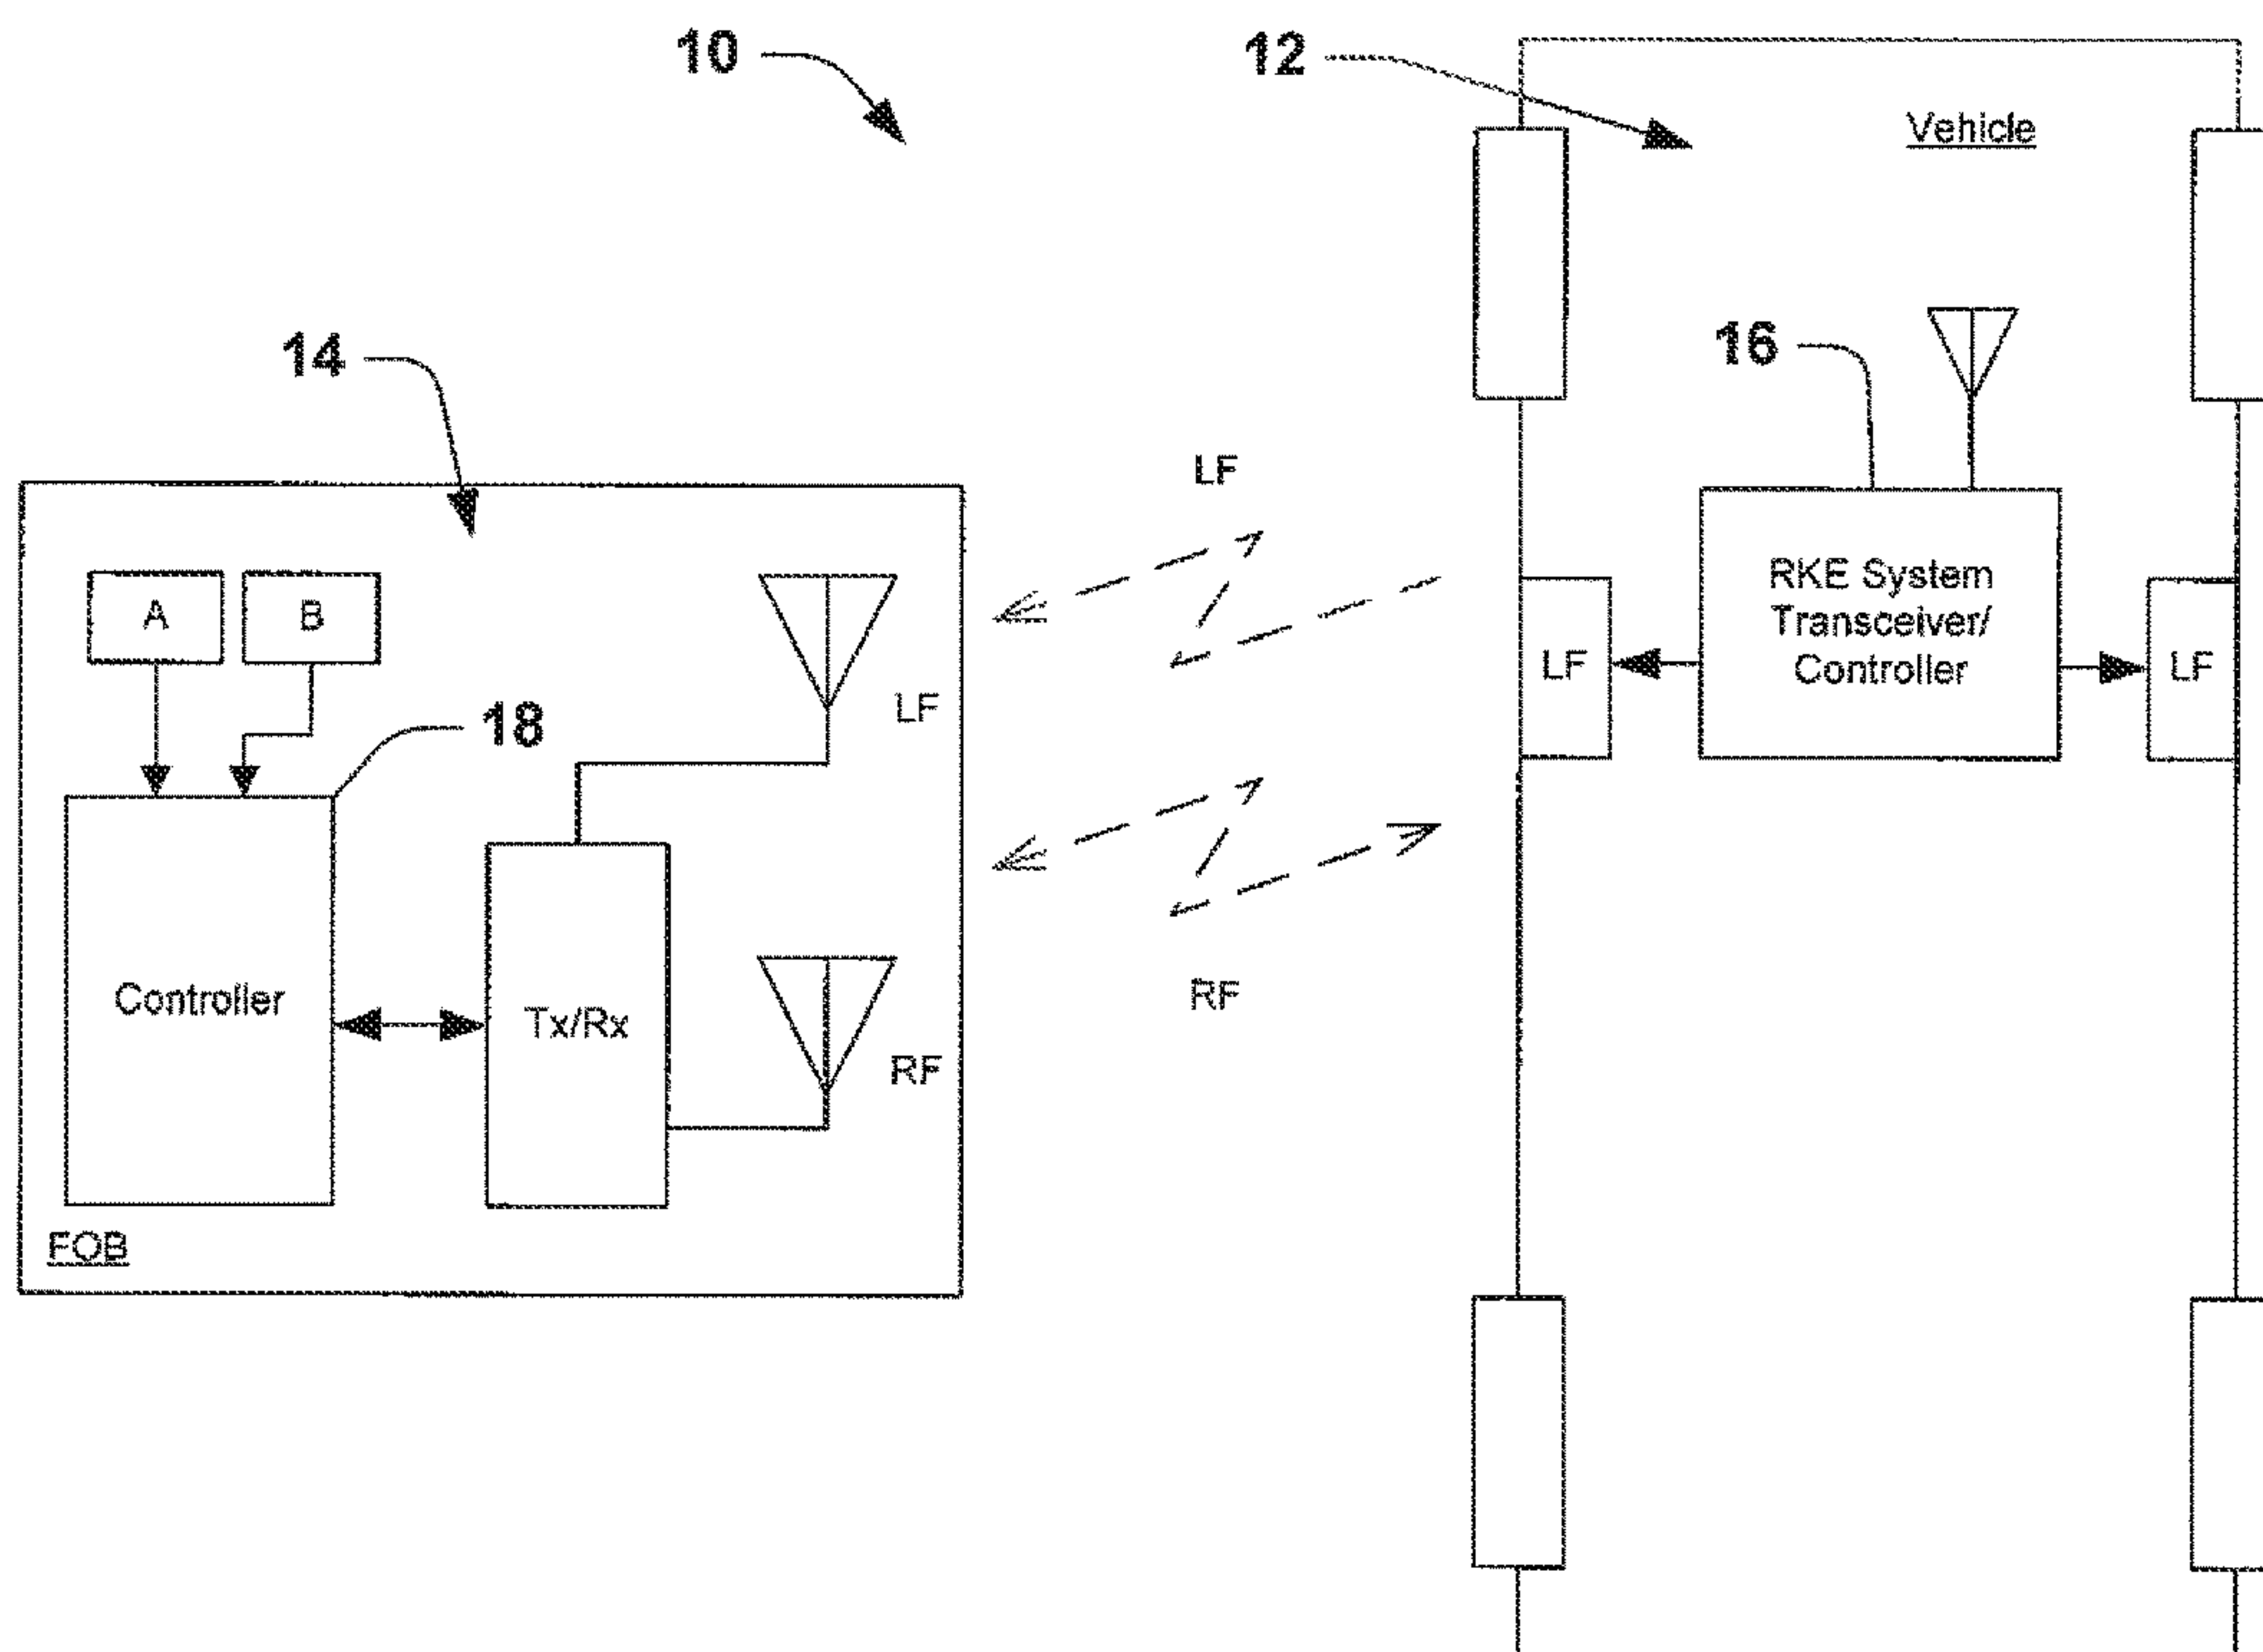 10
12
Vehicle
14
16
LF
A
B
RKE System
Transceiver/
Controller
LF
LF
LF
18
Controller
Tx/Rx
RF
RF
FOB